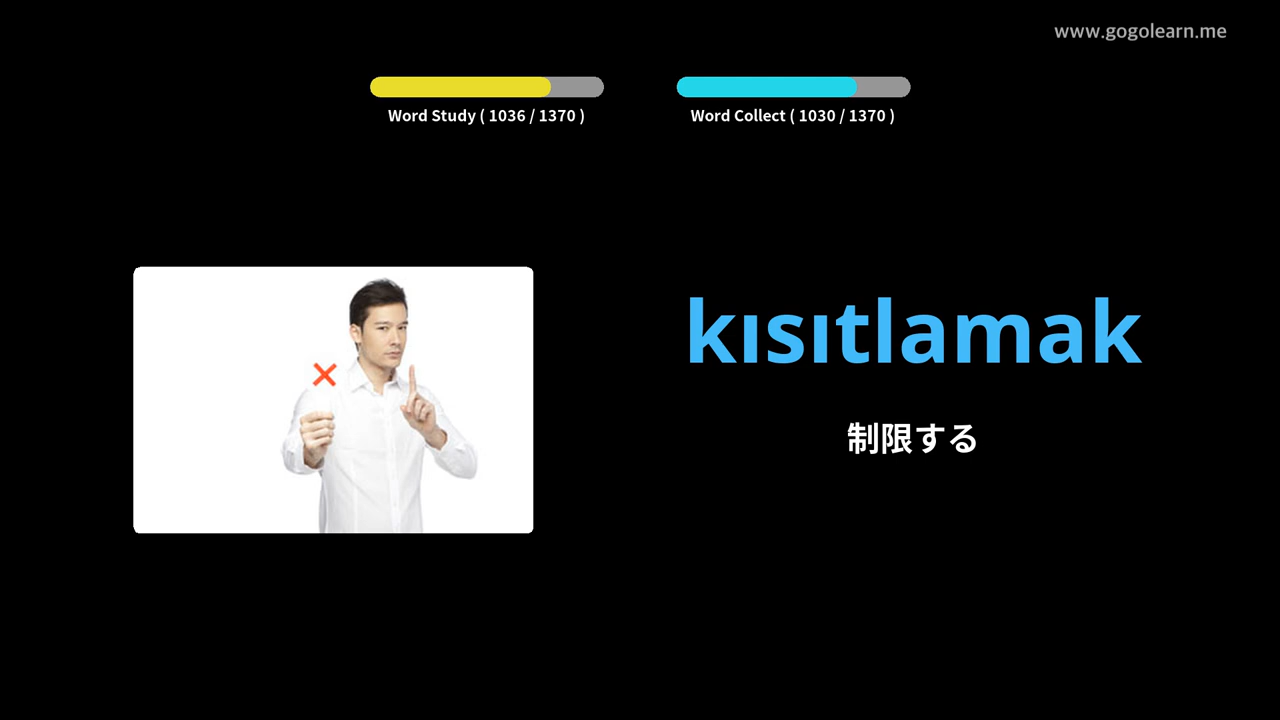 www.gogolearn.me
Word Study ( 1036 / 1370 )
Word Collect ( 1030 / 1370 )
kısıtlamak
制限する